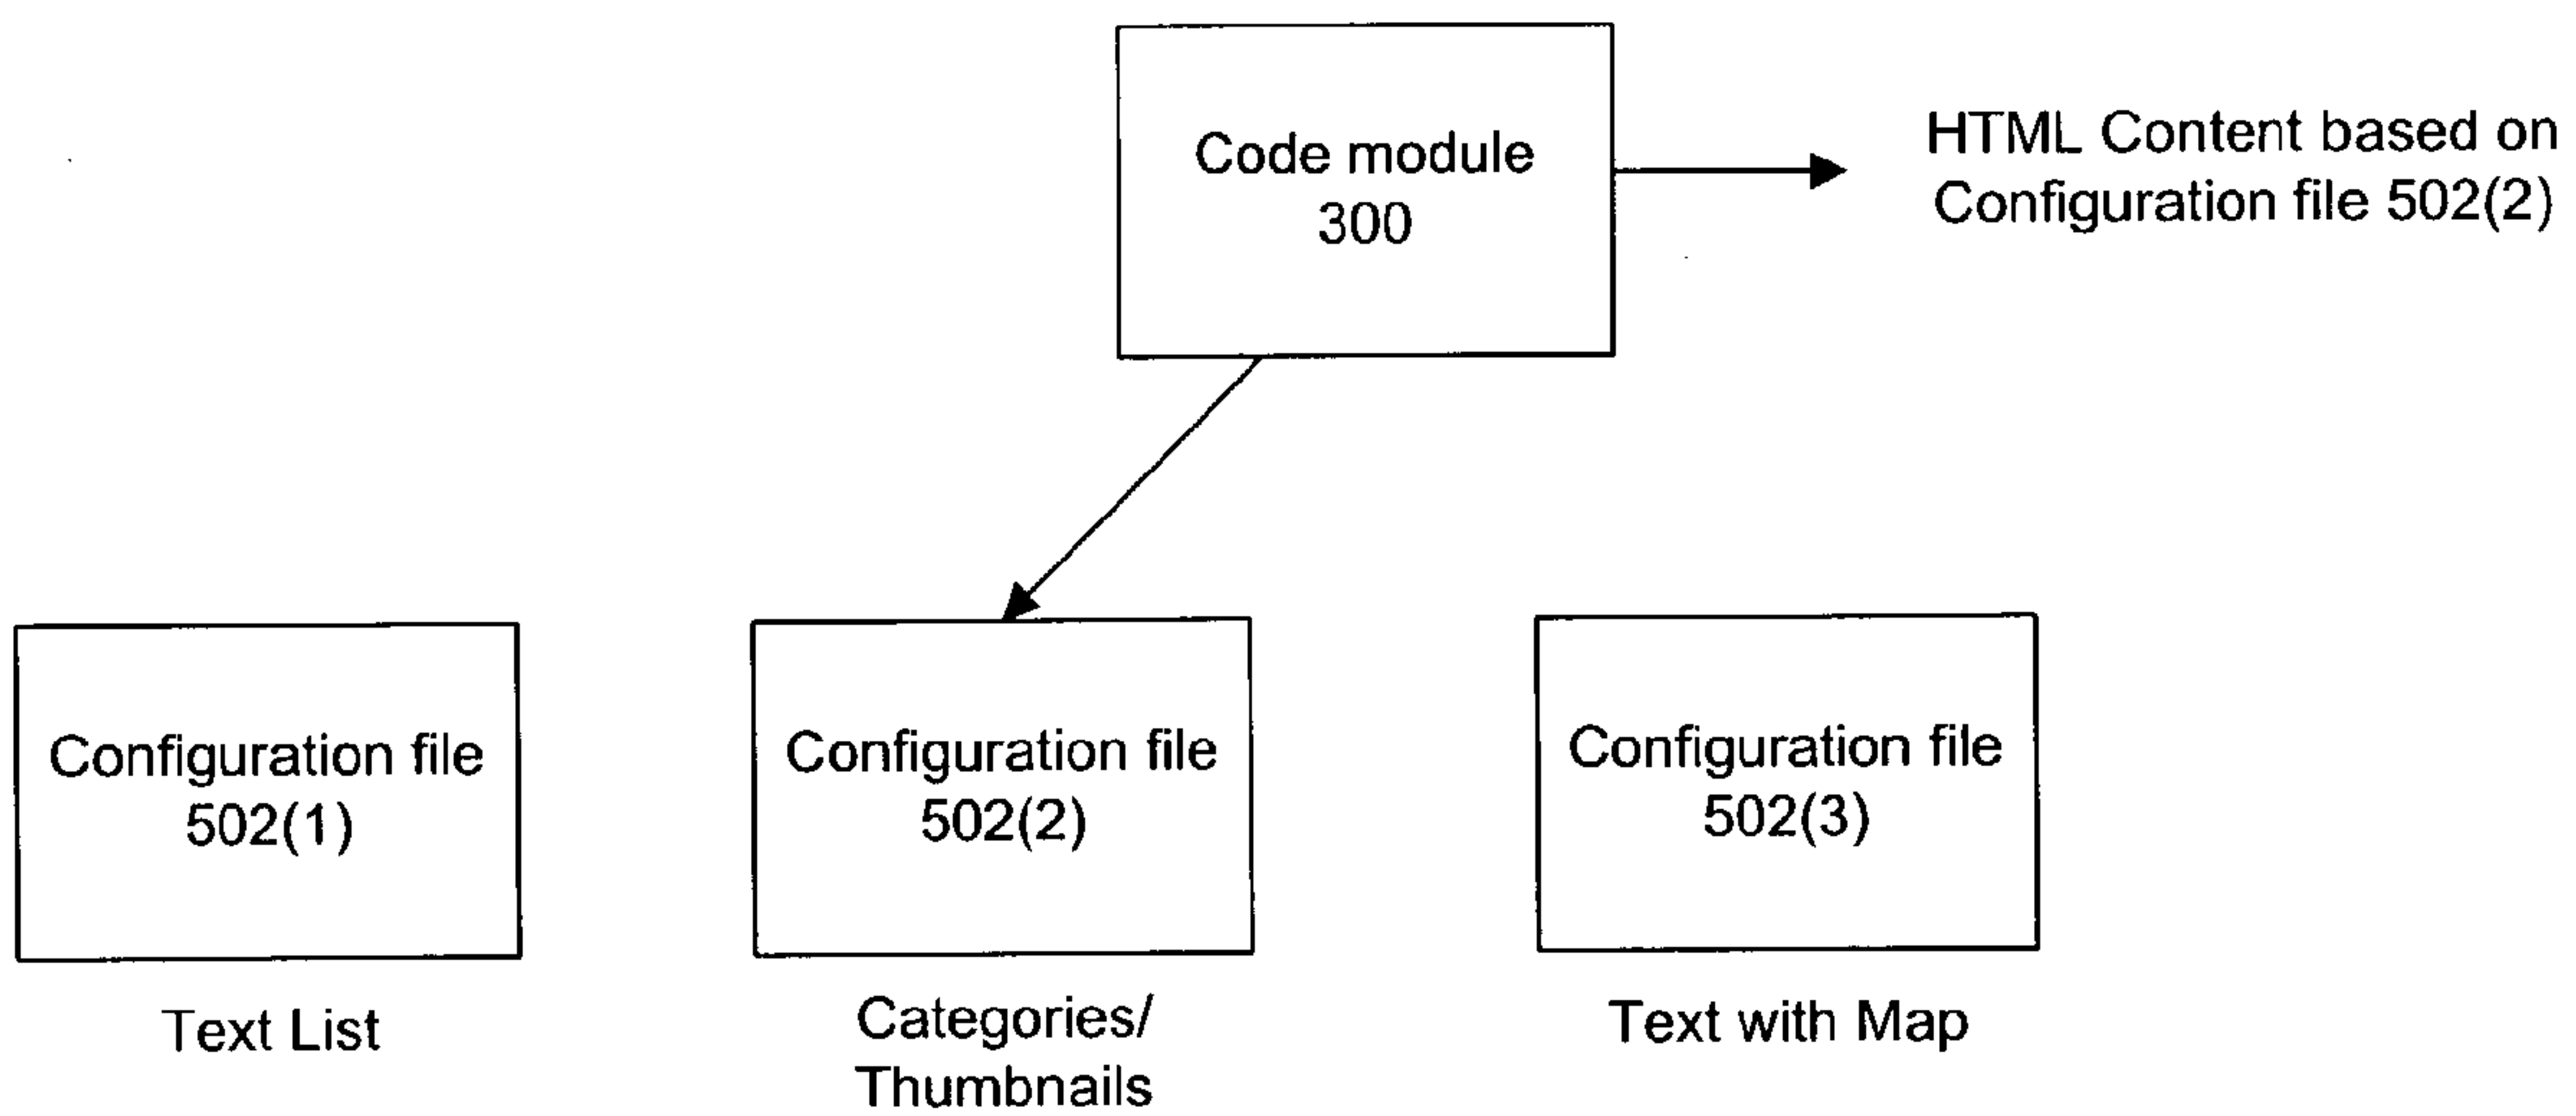 Code module
300
HTML Content based on
Configuration file 502(2)
Configuration file
502(1)
Configuration file
502(2)
Configuration file
502(3)
Text List
Categories/
Thumbnails
Text with Map